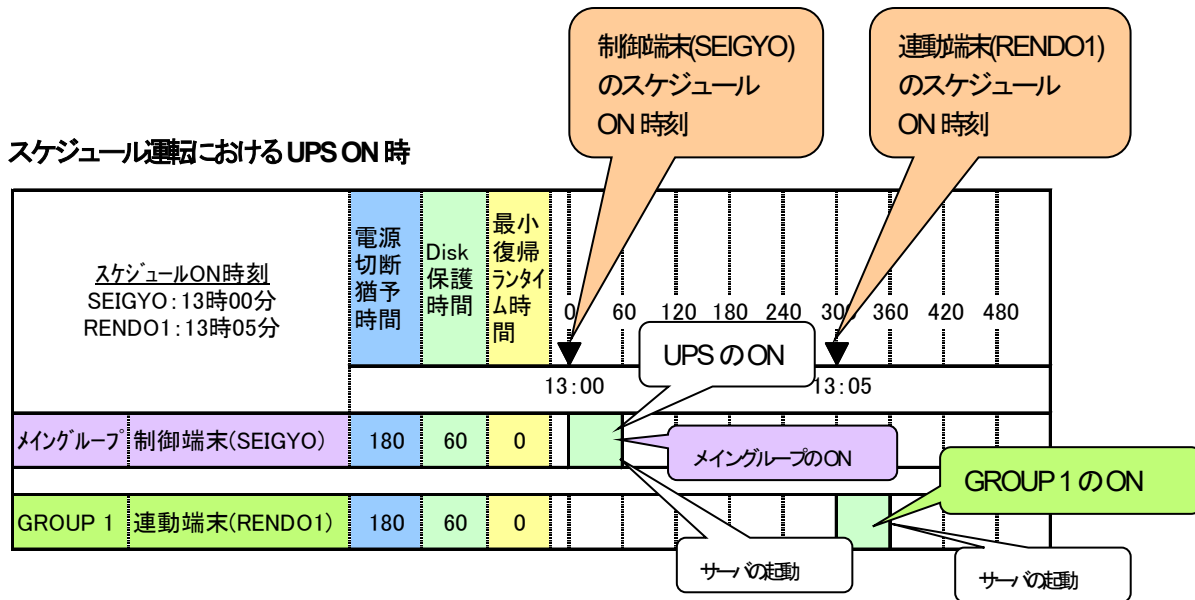 制御端末(SEIGYO)
のスケジュール
ON 時刻
連動端末(RENDO1)
のスケジュール
ON 時刻
スケジュール運転におけるUPS ON 時
スケジュールON時刻
SEIGYO:13時00分
RENDO1:13時05分
電源
切断
猶予
時間
Disk
保護
時間
最小
復帰
ランタイ
ム時
間
0 60 120 180 240 300 360 420 480
UPS のON
13:00 13:05
メイングループ 制御端末(SEIGYO) 180 60 0
メイングループのON
GROUP 1 のON
GROUP 1 連動端末(RENDO1) 180 60 0
サーバの起動
サーバの起動